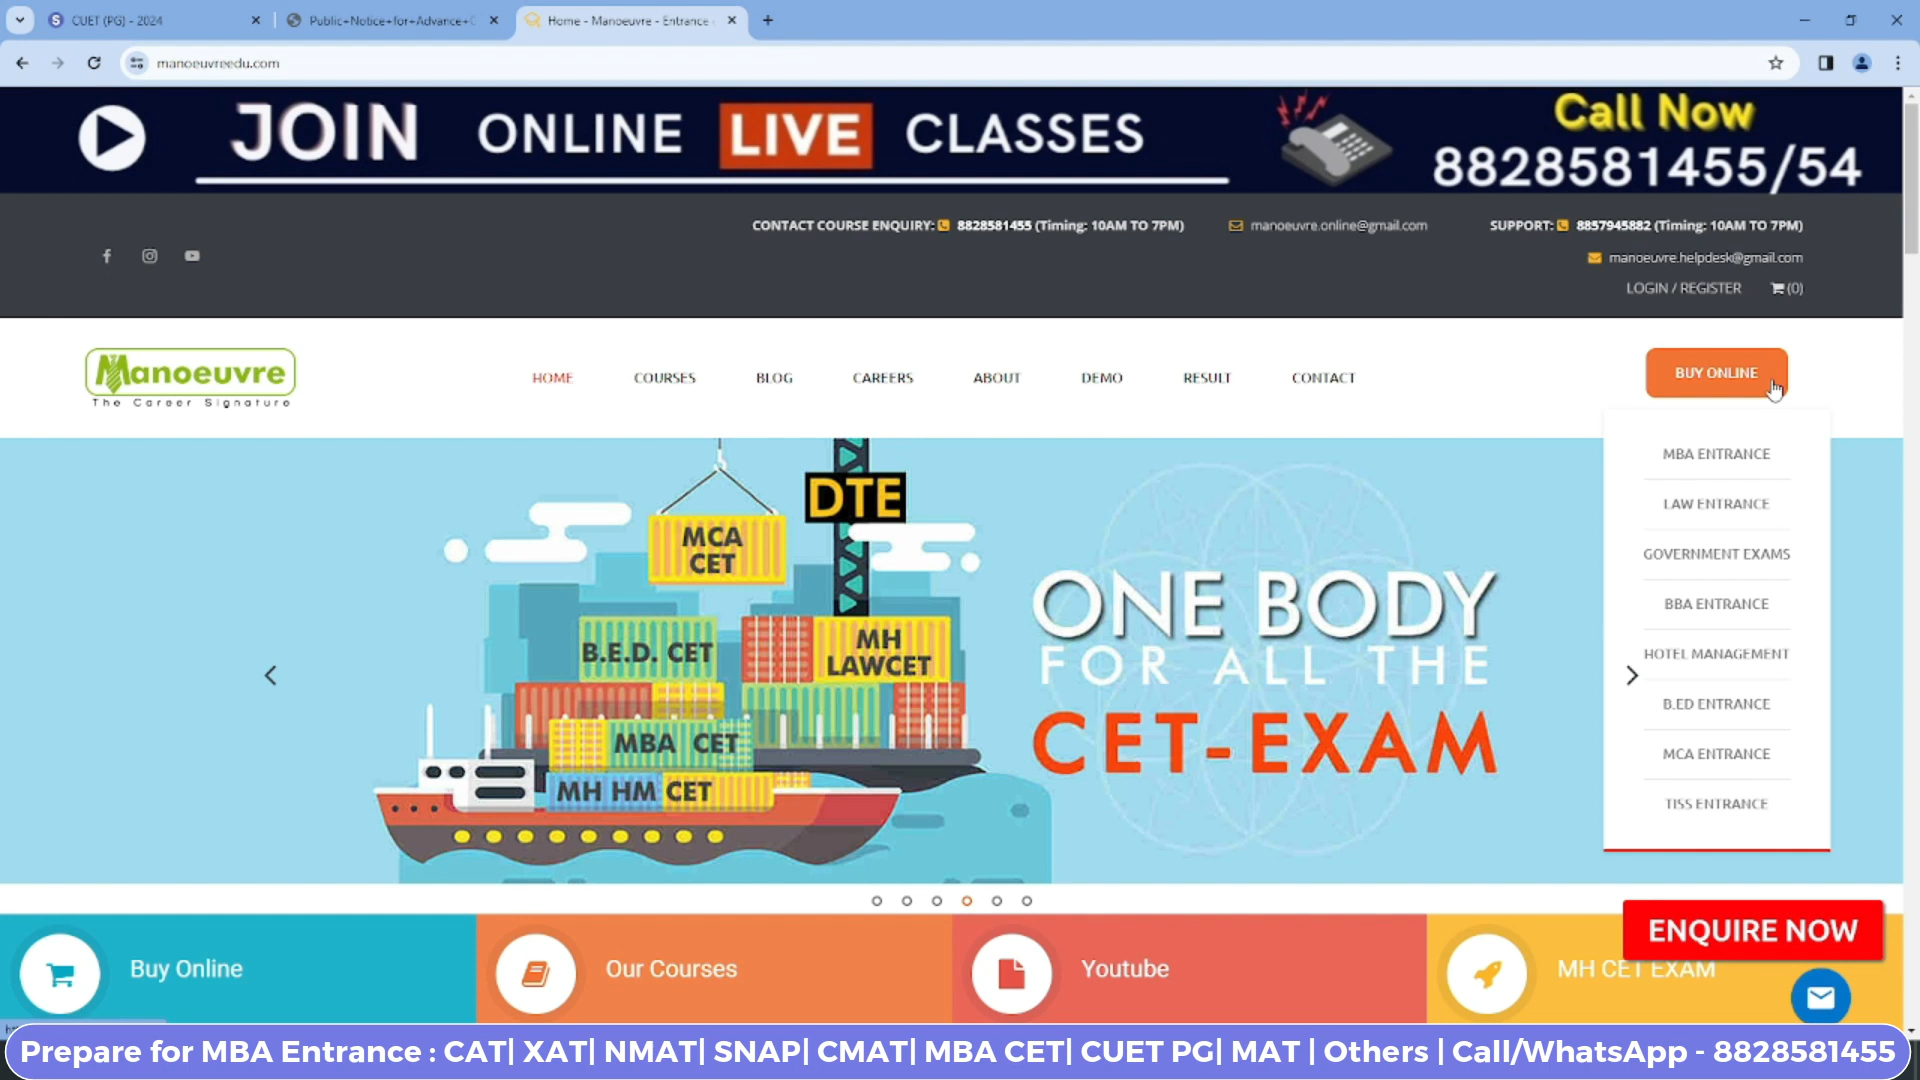 CUET (PG) - 2024
Public+Notice+for+Advance+C
Home - Manoeuvre - Entrance
manoeuvreedu.com
JOIN ONLINE LIVE CLASSES
Call Now
8828581455/54
CONTACT COURSE ENQUIRY: 8828581455 (Timing: 10AM TO 7PM)
manoeuvre.online@gmail.com
SUPPORT: 8857945882 (Timing: 10AM TO 7PM)
manoeuvre.helpdesk@gmail.com
LOGIN / REGISTER
(0)
Manoeuvre
The Career Signature
HOME
COURSES
BLOG
CAREERS
ABOUT
DEMO
RESULT
CONTACT
BUY ONLINE
MBA ENTRANCE
LAW ENTRANCE
GOVERNMENT EXAMS
BBA ENTRANCE
HOTEL MANAGEMENT
B.ED ENTRANCE
MCA ENTRANCE
TISS ENTRANCE
DTE
MCA
CET
B.E.D. CET
MH
LAWCET
MBA CET
MH HM CET
ONE BODY
FOR ALL THE
CET-EXAM
ENQUIRE NOW
Buy Online
Our Courses
Youtube
MH CET EXAM
Prepare for MBA Entrance : CAT| XAT| NMAT| SNAP| CMAT| MBA CET| CUET PG| MAT | Others | Call/WhatsApp - 8828581455